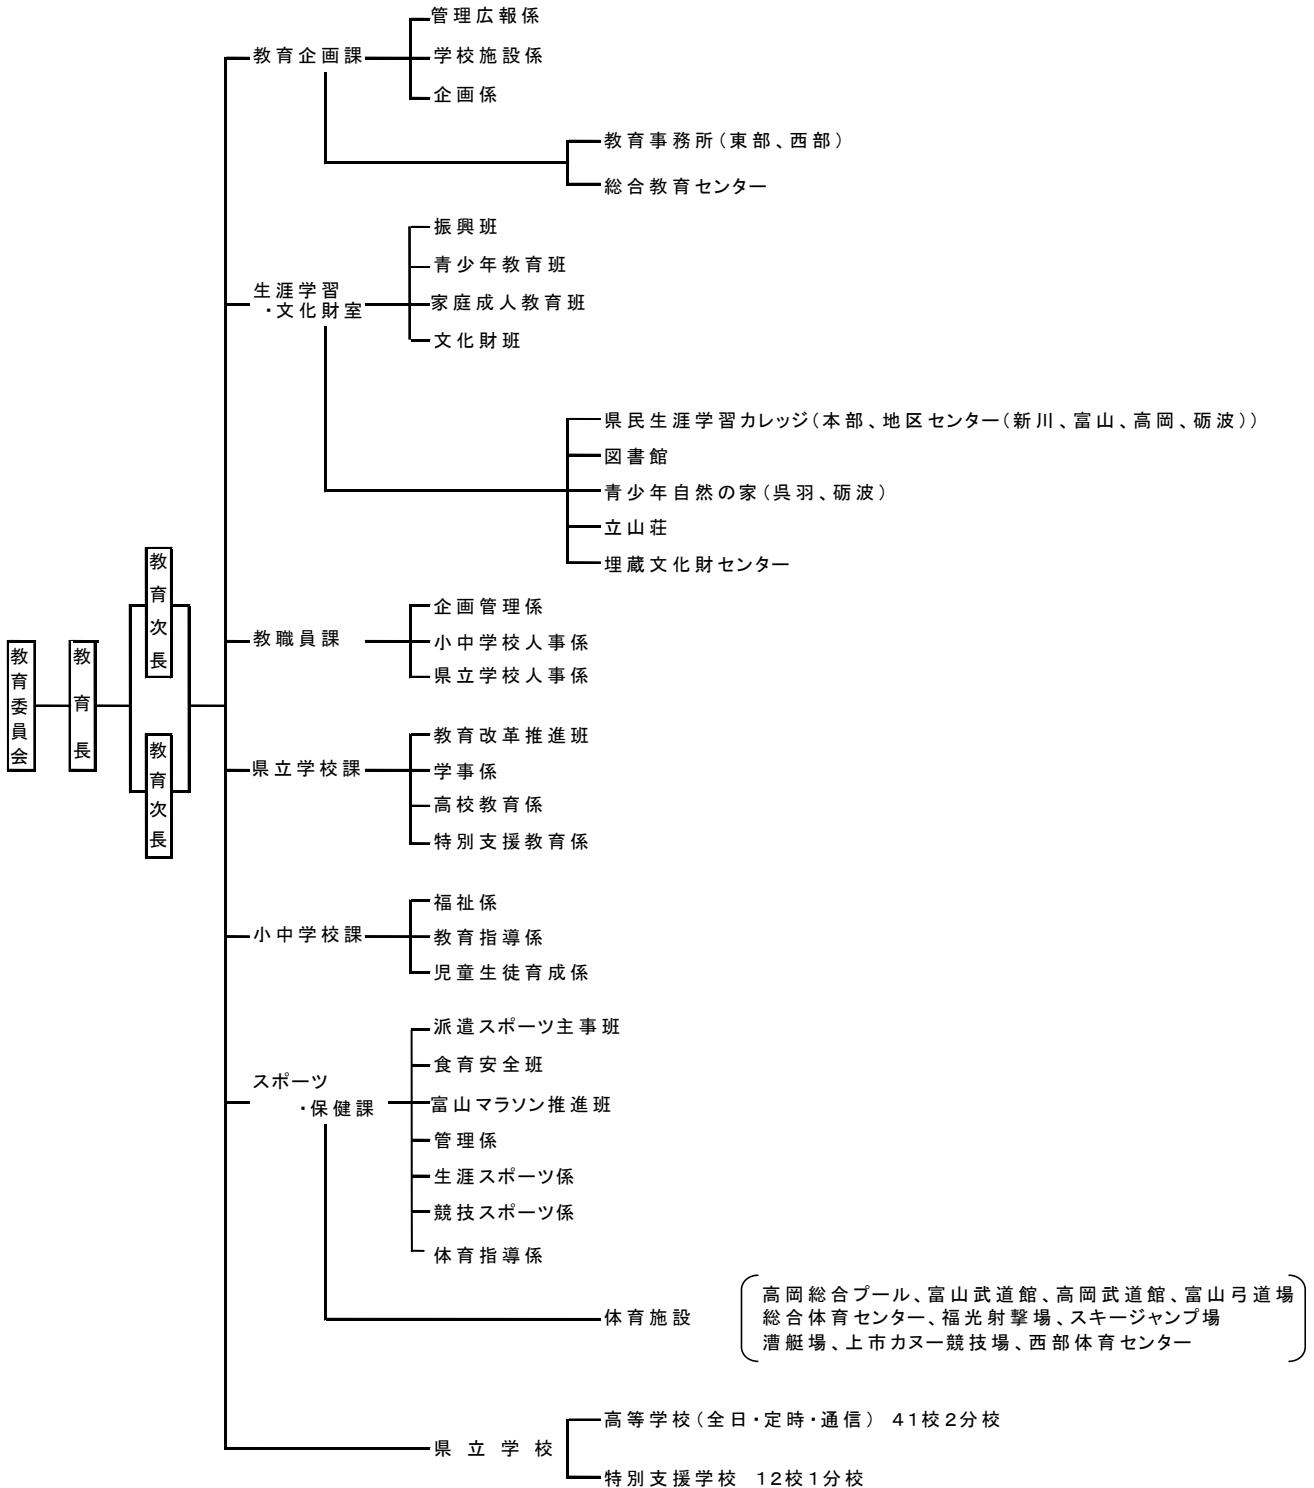 管理広報係
教育企画課
学校施設係
企画係
教育事務所（東部、西部）
総合教育センター
振興班
青少年教育班
生涯学習
・文化財室
家庭成人教育班
文化財班
県民生涯学習カレッジ（本部、地区センター（新川、富山、高岡、砺波））
図書館
青少年自然の家（呉羽、砺波）
立山荘
埋蔵文化財センター
教育委員会
教育長
教育次長
教育次長
企画管理係
教職員課
小中学校人事係
県立学校人事係
教育改革推進班
県立学校課
学事係
高校教育係
特別支援教育係
福祉係
小中学校課
教育指導係
児童生徒育成係
派遣スポーツ主事班
食育安全班
スポーツ
・保健課
富山マラソン推進班
管理係
生涯スポーツ係
競技スポーツ係
体育指導係
体育施設
高岡総合プール、富山武道館、高岡武道館、富山弓道場
総合体育センター、福光射撃場、スキージャンプ場
漕艇場、上市カヌー競技場、西部体育センター
高等学校（全日・定時・通信）　41校2分校
県立学校
特別支援学校　12校1分校